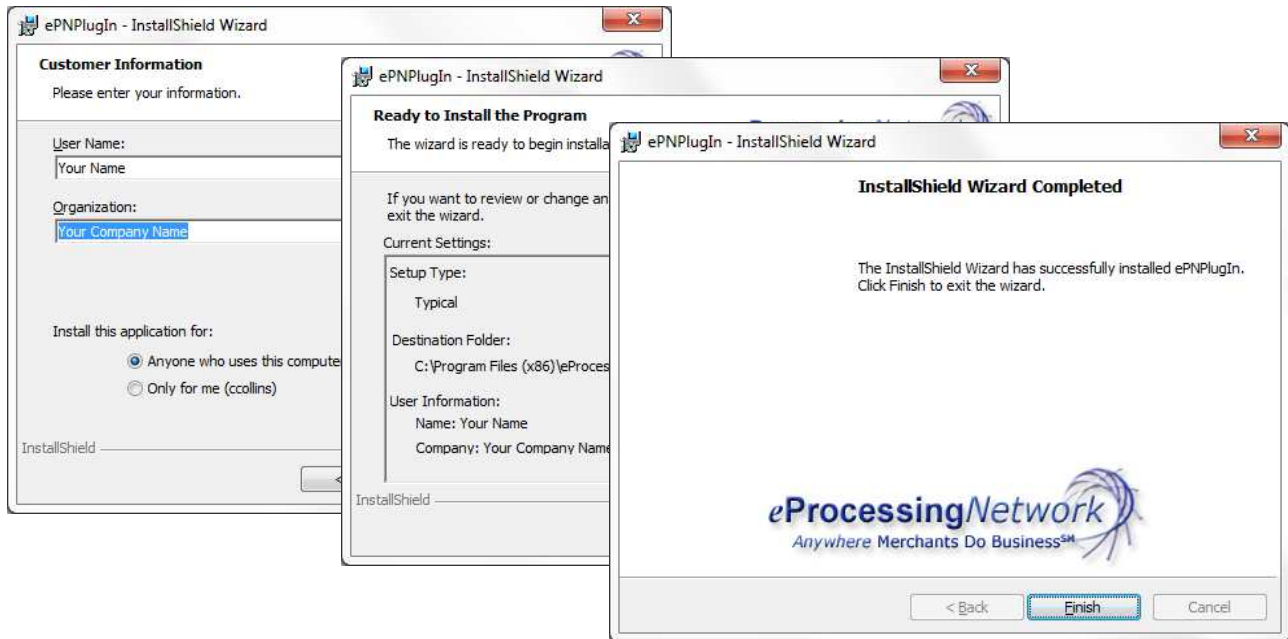 ePNPlugIn - InstallShield Wizard
Customer Information
Please enter your information.
User Name:
Your Name
Organization:
Your Company Name
Install this application for:
Anyone who uses this compute
Only for me (ccollins)
InstallShield
<
ePNPlugIn - InstallShield Wizard
Ready to Install the Program
The wizard is ready to begin installa
If you want to review or change an
exit the wizard.
Current Settings:
Setup Type:
Typical
Destination Folder:
C:\Program Files (x86)\eProces
User Information:
Name: Your Name
Company: Your Company Name
InstallShield
ePNPlugIn - InstallShield Wizard
InstallShield Wizard Completed
The InstallShield Wizard has successfully installed ePNPlugIn.
Click Finish to exit the wizard.
eProcessingNetwork
Anywhere Merchants Do Business℠
< Back
Finish
Cancel